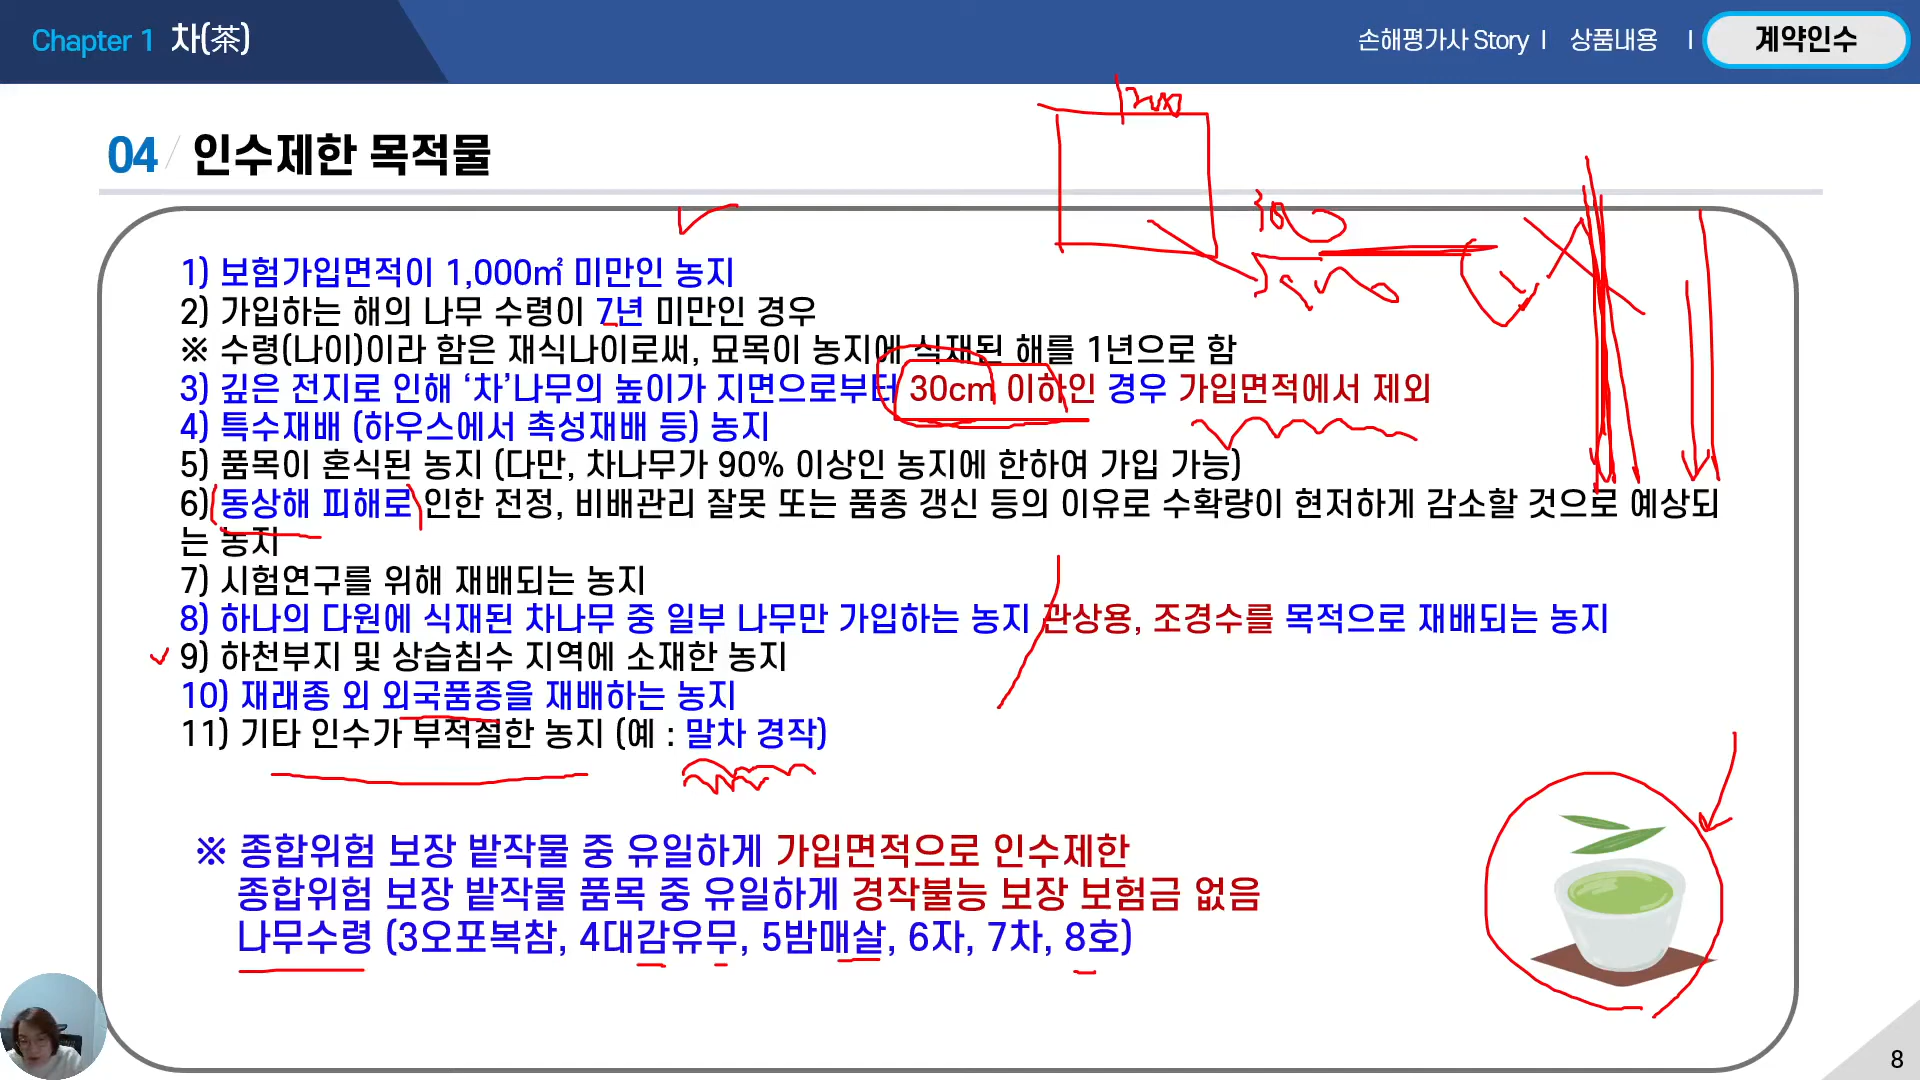 Chapter 1 차(茶)
손해평가사 Story | 상품내용 | 계약인수
04 / 인수제한 목적물
1) 보험가입면적이 1,000㎡ 미만인 농지
2) 가입하는 해의 나무 수령이 7년 미만인 경우
※ 수령(나이)이라 함은 재식나이로써, 묘목이 농지에 식재된 해를 1년으로 함
3) 깊은 전지로 인해 ‘차’나무의 높이가 지면으로부터 30cm 이하인 경우 가입면적에서 제외
4) 특수재배 (하우스에서 촉성재배 등) 농지
5) 품목이 혼식된 농지 (다만, 차나무가 90% 이상인 농지에 한하여 가입 가능)
6) 동상해 피해로 인한 전정, 비배관리 잘못 또는 품종 갱신 등의 이유로 수확량이 현저하게 감소할 것으로 예상되
는 농지
7) 시험연구를 위해 재배되는 농지
8) 하나의 다원에 식재된 차나무 중 일부 나무만 가입하는 농지 관상용, 조경수를 목적으로 재배되는 농지
9) 하천부지 및 상습침수 지역에 소재한 농지
10) 재래종 외 외국품종을 재배하는 농지
11) 기타 인수가 부적절한 농지 (예 : 말차 경작)
※ 종합위험 보장 밭작물 중 유일하게 가입면적으로 인수제한
종합위험 보장 밭작물 품목 중 유일하게 경작불능 보장 보험금 없음
나무수령 (3오포복참, 4대감유무, 5밤매살, 6자, 7차, 8호)
8